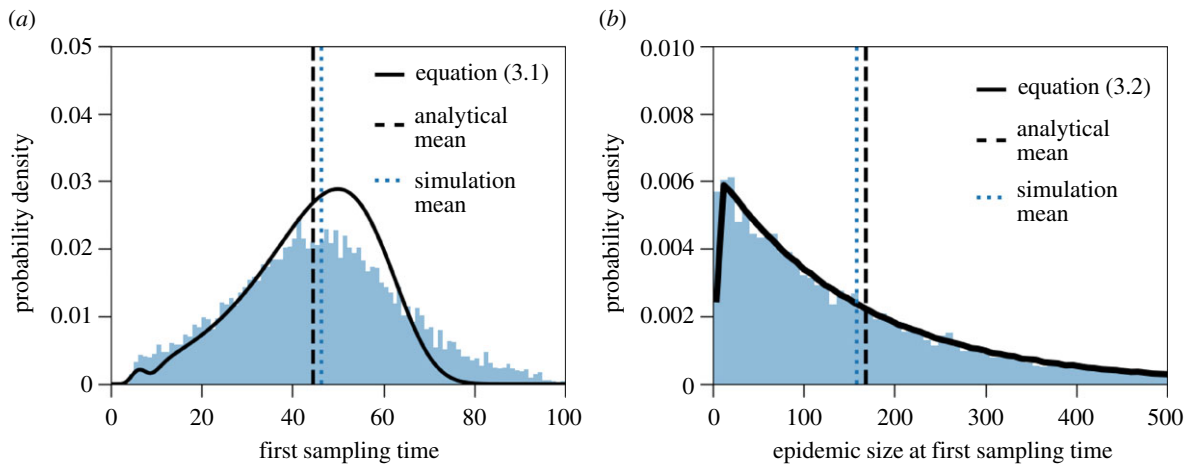 (a)
0.05
0.04
0.03
0.02
0.01
0
probability density
equation (3.1)
analytical
mean
simulation
mean
0 20 40 60 80 100
first sampling time
(b)
0.010
0.008
0.006
0.004
0.002
0
probability density
equation (3.2)
analytical
mean
simulation
mean
0 100 200 300 400 500
epidemic size at first sampling time